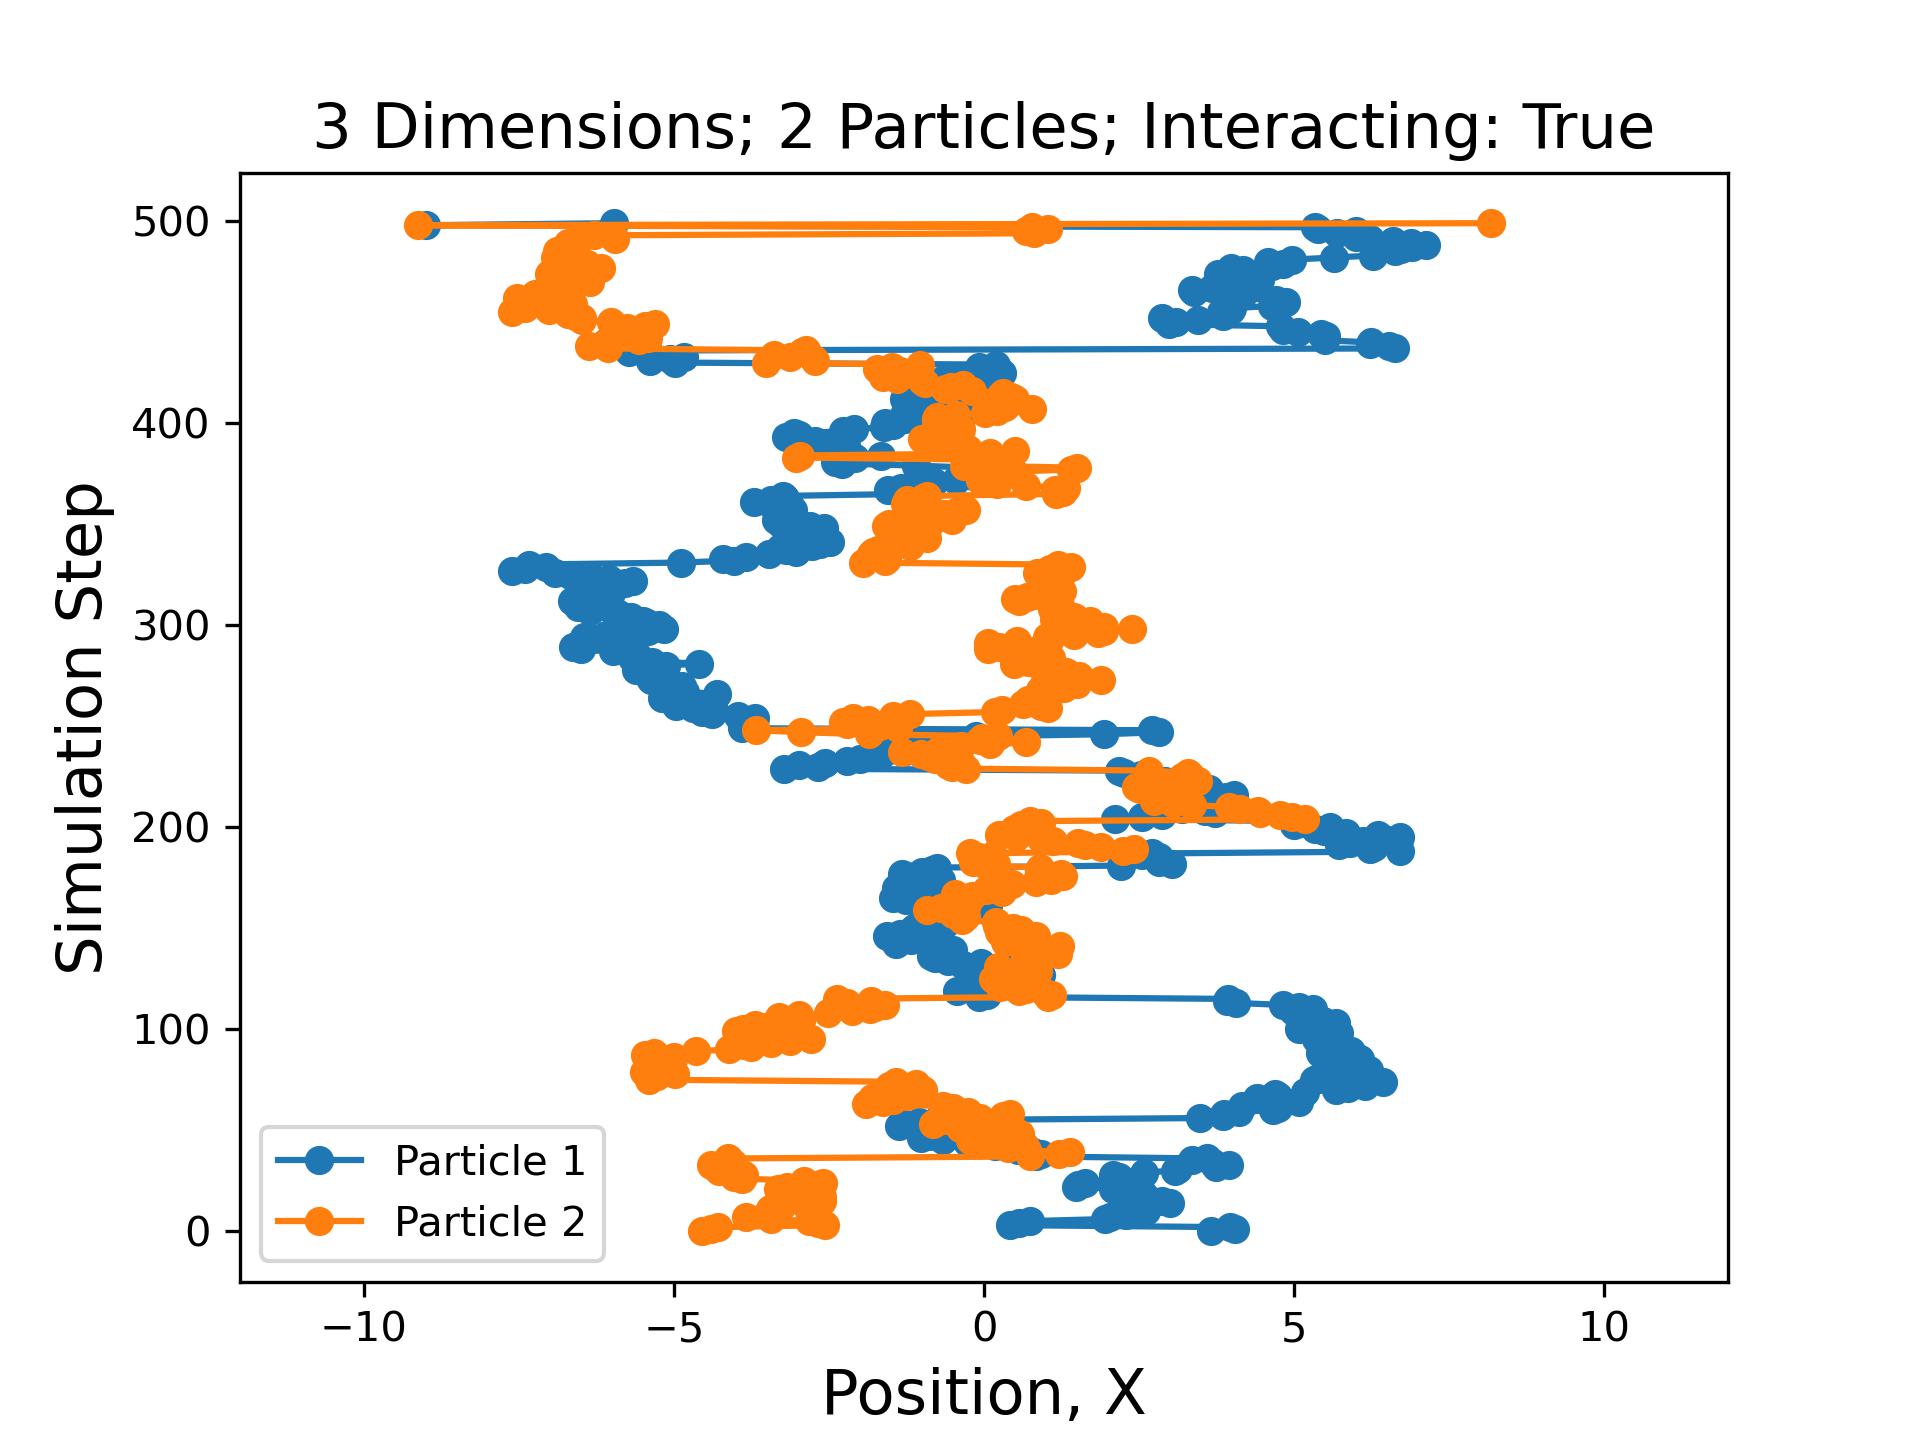 3 Dimensions; 2 Particles; Interacting: True
500
400
300
200
100
0
Simulation Step
Particle 1
Particle 2
−10
−5
0
5
10
Position, X